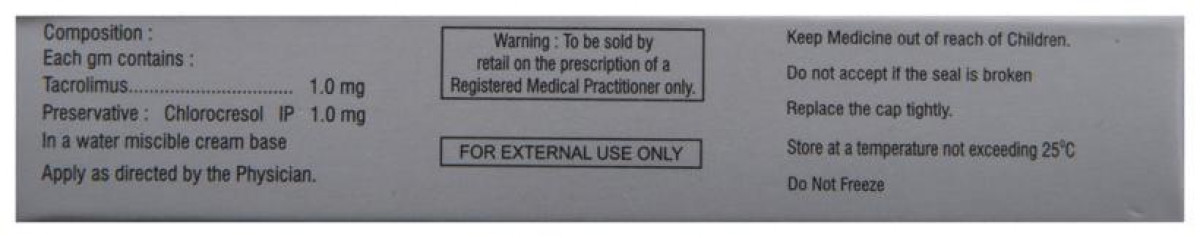 Composition :
Each gm contains :
Tacrolimus................................ 1.0 mg
Preservative : Chlorocresol IP 1.0 mg
In a water miscible cream base
Apply as directed by the Physician.
Warning : To be sold by
retail on the prescription of a
Registered Medical Practitioner only.
FOR EXTERNAL USE ONLY
Keep Medicine out of reach of Children.
Do not accept if the seal is broken
Replace the cap tightly.
Store at a temperature not exceeding 25°C
Do Not Freeze